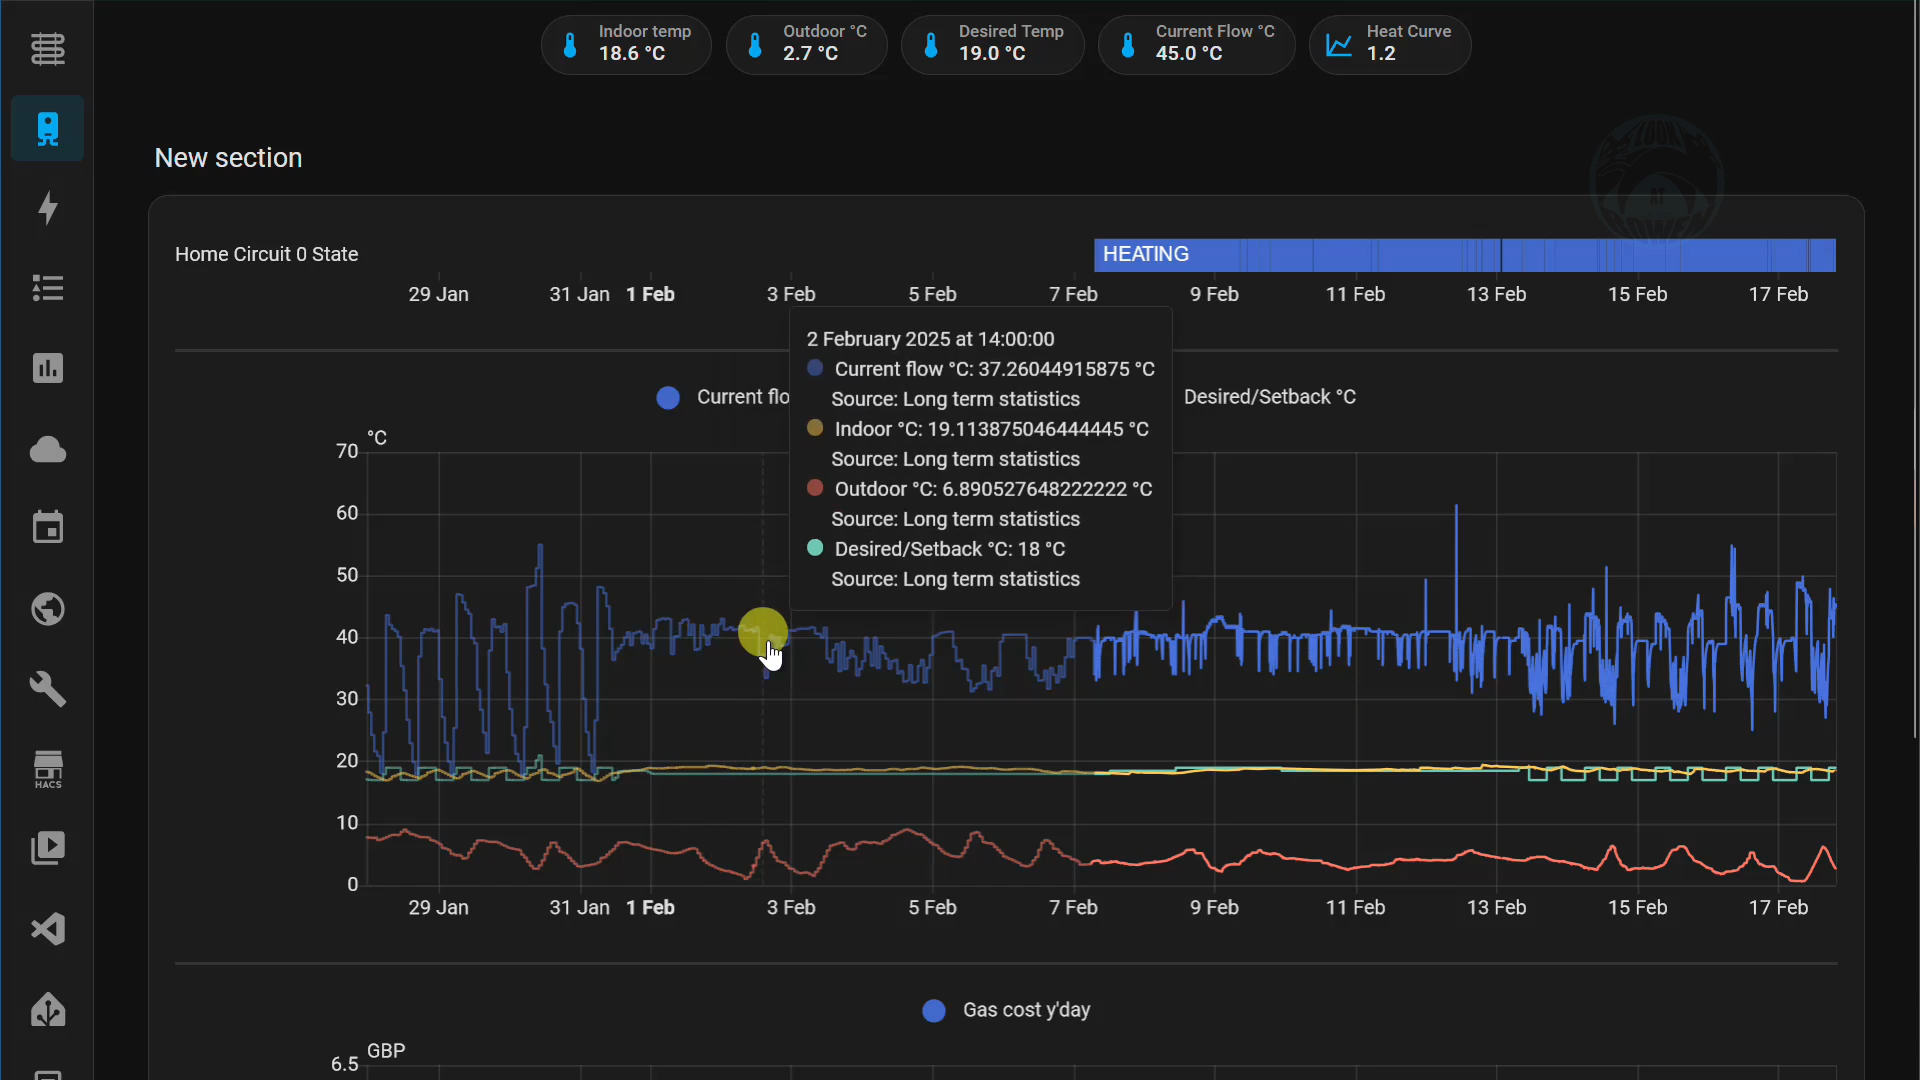 Indoor temp
18.6 °C
Outdoor °C
2.7 °C
Desired Temp
19.0 °C
Current Flow °C
45.0 °C
Heat Curve
1.2
New section
AT
Home Circuit 0 State
HEATING
29 Jan 31 Jan 1 Feb 3 Feb 5 Feb 7 Feb 9 Feb 11 Feb 13 Feb 15 Feb 17 Feb
2 February 2025 at 14:00:00
Current flow °C: 37.26044915875 °C
Source: Long term statistics
Indoor °C: 19.113875046444445 °C
Source: Long term statistics
Outdoor °C: 6.890527648222222 °C
Source: Long term statistics
Desired/Setback °C: 18 °C
Source: Long term statistics
Current flo
Desired/Setback °C
°C
70
60
50
40
30
20
10
0
29 Jan 31 Jan 1 Feb 3 Feb 5 Feb 7 Feb 9 Feb 11 Feb 13 Feb 15 Feb 17 Feb
HACS
Gas cost y'day
GBP
6.5